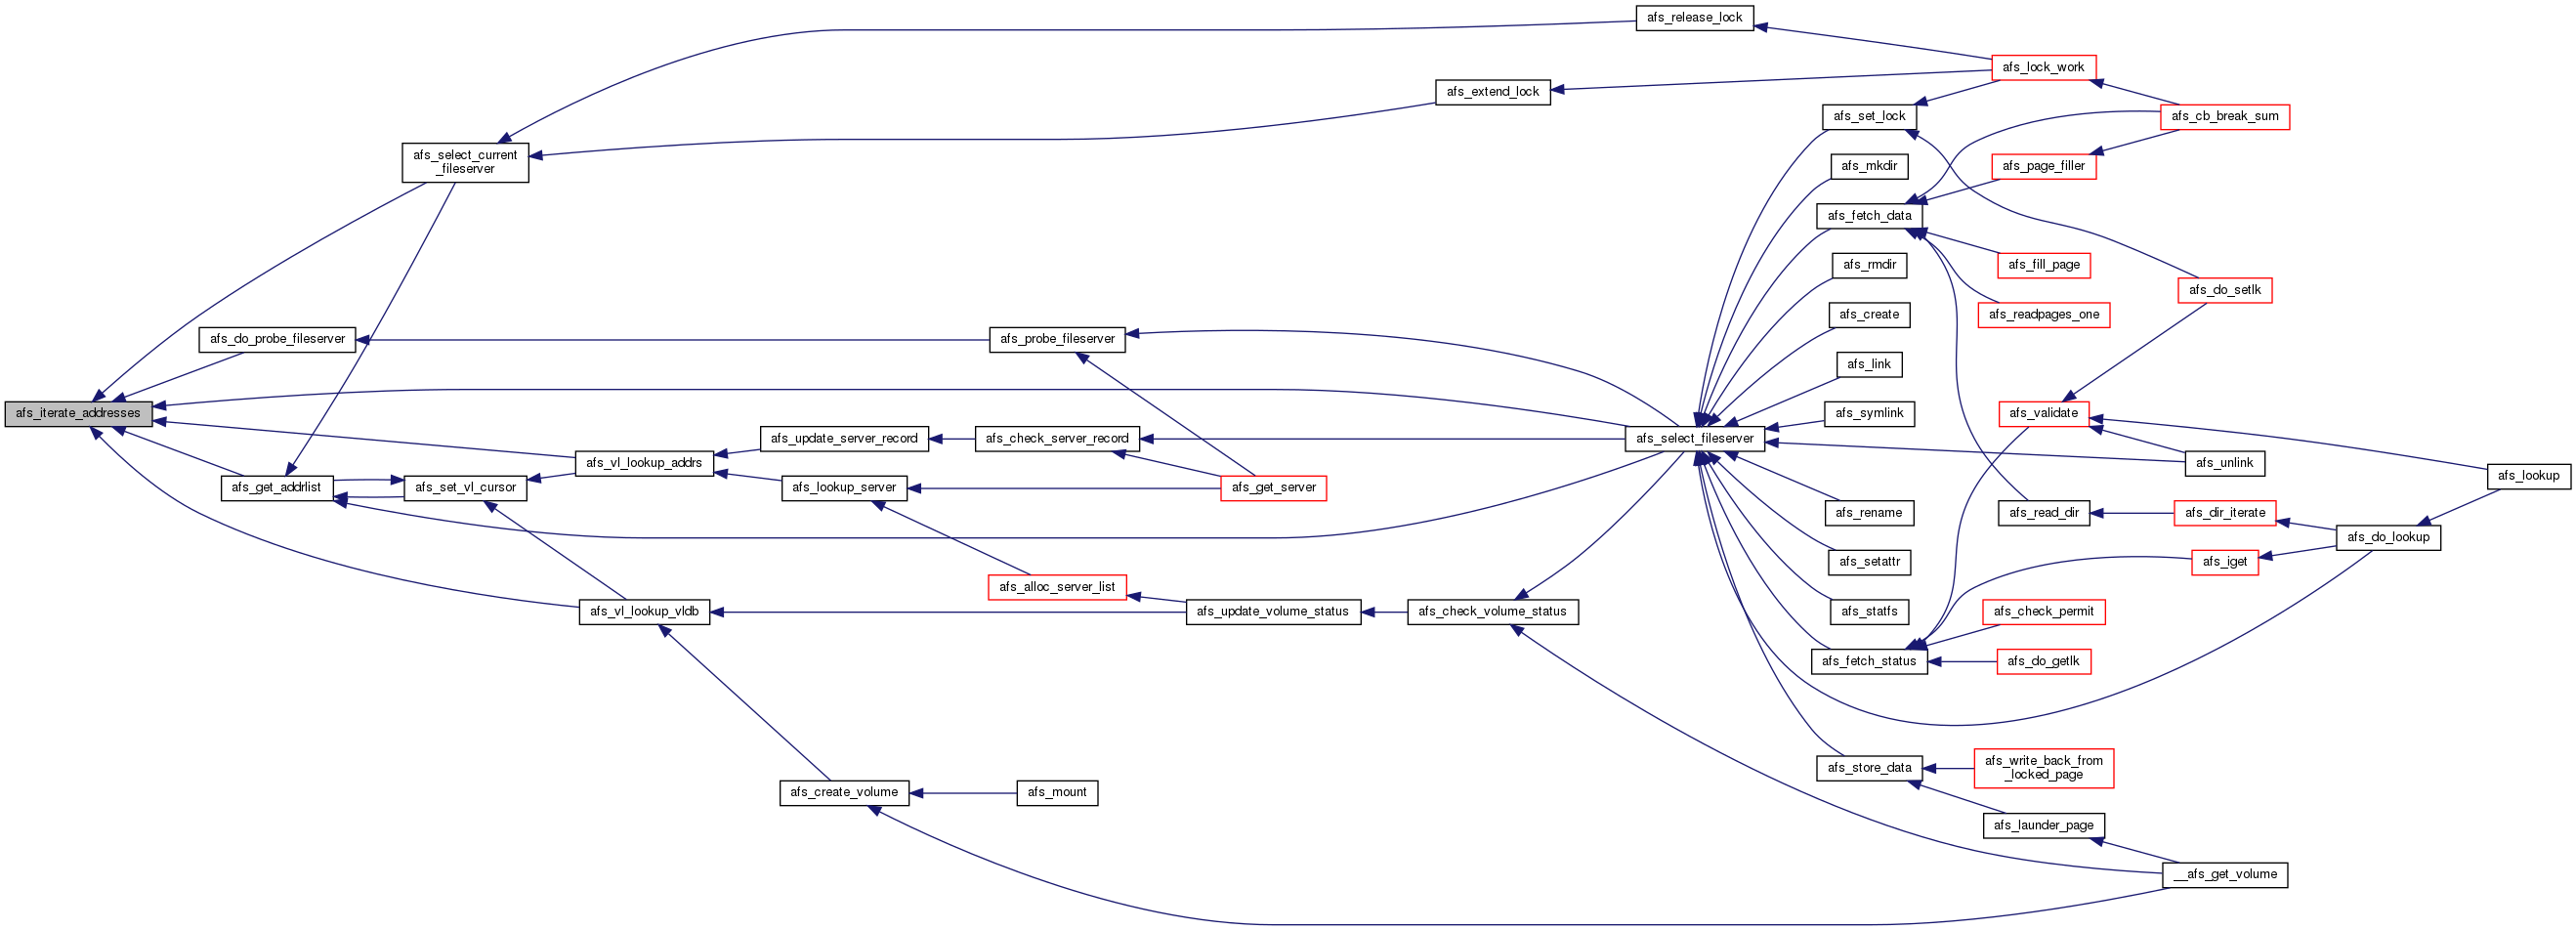 afs_release_lock
afs_lock_work
afs_extend_lock
afs_set_lock
afs_cb_break_sum
afs_select_current
_fileserver
afs_mkdir
afs_page_filler
afs_fetch_data
afs_rmdir
afs_fill_page
afs_do_setlk
afs_create
afs_readpages_one
afs_do_probe_fileserver
afs_probe_fileserver
afs_link
afs_iterate_addresses
afs_symlink
afs_validate
afs_update_server_record
afs_check_server_record
afs_select_fileserver
afs_vl_lookup_addrs
afs_unlink
afs_lookup
afs_get_addrlist
afs_set_vl_cursor
afs_lookup_server
afs_get_server
afs_rename
afs_read_dir
afs_dir_iterate
afs_do_lookup
afs_setattr
afs_iget
afs_alloc_server_list
afs_vl_lookup_vldb
afs_update_volume_status
afs_check_volume_status
afs_statfs
afs_check_permit
afs_fetch_status
afs_do_getlk
afs_store_data
afs_write_back_from
_locked_page
afs_create_volume
afs_mount
afs_launder_page
__afs_get_volume